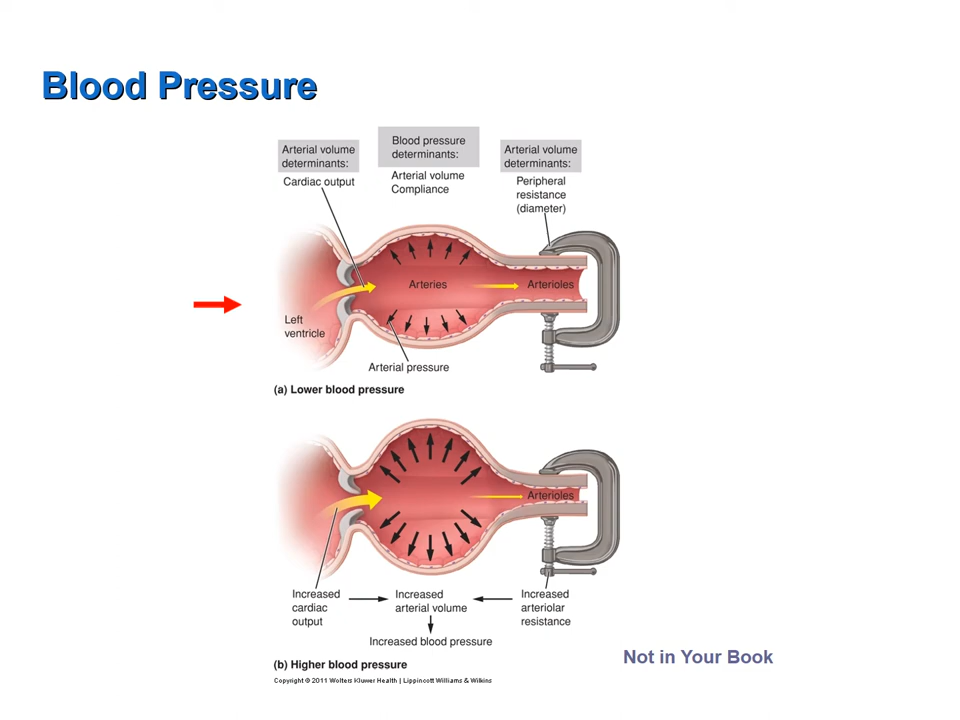 Blood Pressure
Arterial volume
determinants:
Cardiac output
Blood pressure
determinants:
Arterial volume
Compliance
Arterial volume
determinants:
Peripheral
resistance
(diameter)
Arteries
Arterioles
Left
ventricle
Arterial pressure
(a) Lower blood pressure
Arterioles
Increased
cardiac
output
Increased
arterial volume
Increased
arteriolar
resistance
Increased blood pressure
(b) Higher blood pressure
Copyright © 2011 Wolters Kluwer Health | Lippincott Williams & Wilkins
Not in Your Book